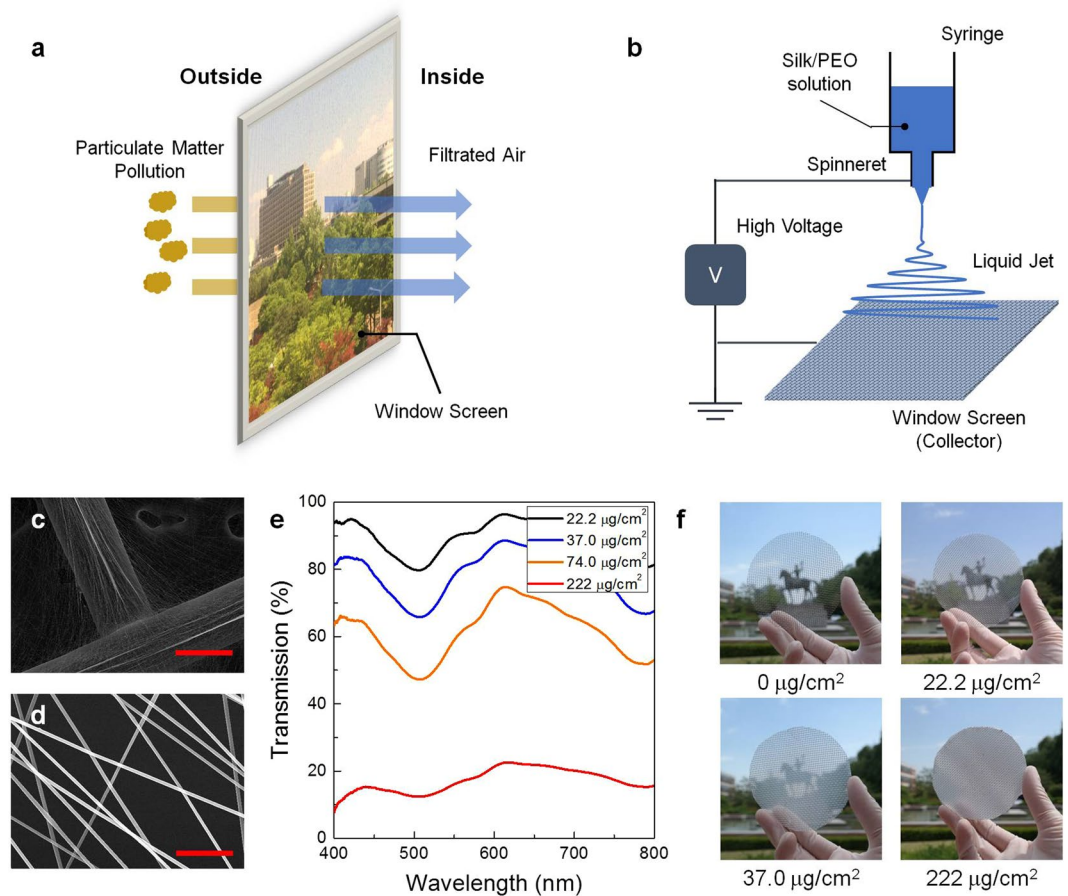 a
Outside
Inside
Particulate Matter
Pollution
Filtrated Air
Window Screen
b
Syringe
Silk/PEO
solution
Spinneret
High Voltage
V
Liquid Jet
Window Screen
(Collector)
c
d
e
100
80
60
40
20
0
Transmission (%)
22.2 μg/cm²
37.0 μg/cm²
74.0 μg/cm²
222 μg/cm²
400
500
600
700
800
Wavelength (nm)
f
0 μg/cm²
22.2 μg/cm²
37.0 μg/cm²
222 μg/cm²